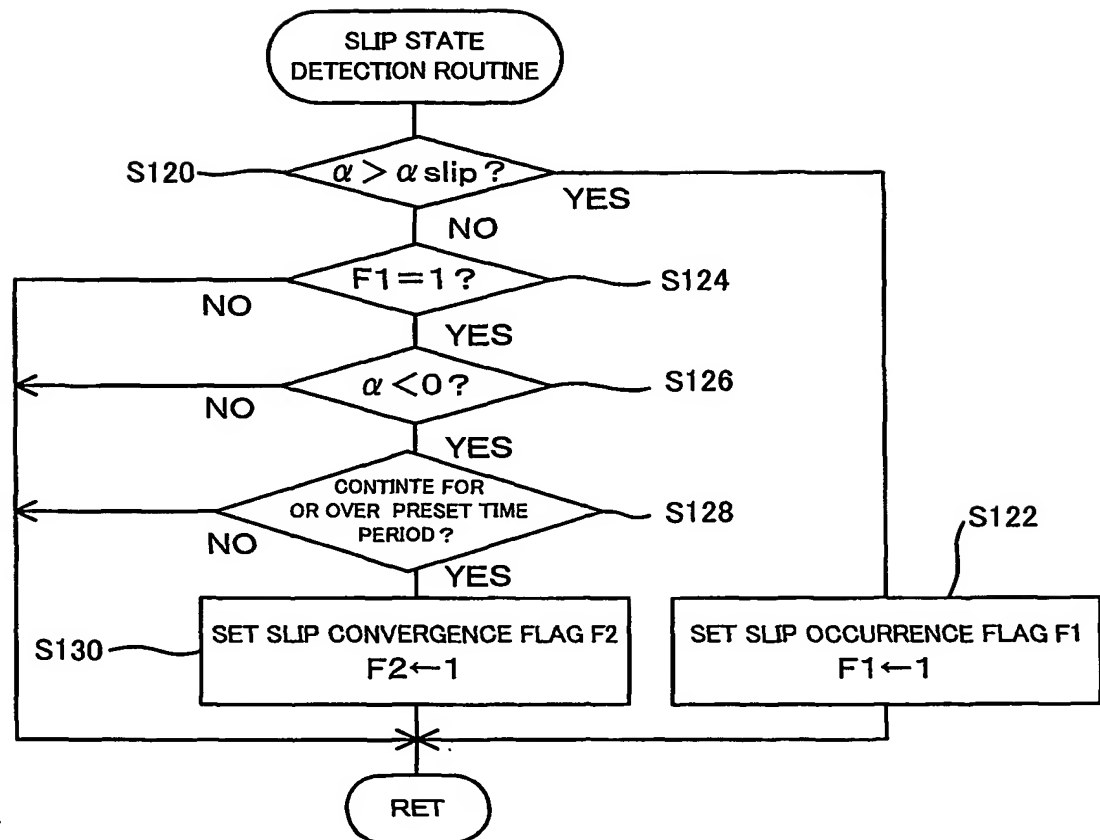 SLIP STATE
DETECTION ROUTINE
S120
α > α slip ?
YES
NO
F1=1?
S124
NO
YES
α <0?
S126
NO
YES
CONTINTE FOR
OR OVER PRESET TIME
PERIOD?
S128
NO
YES
S122
SET SLIP CONVERGENCE FLAG F2
F2←1
S130
SET SLIP OCCURRENCE FLAG F1
F1←1
RET